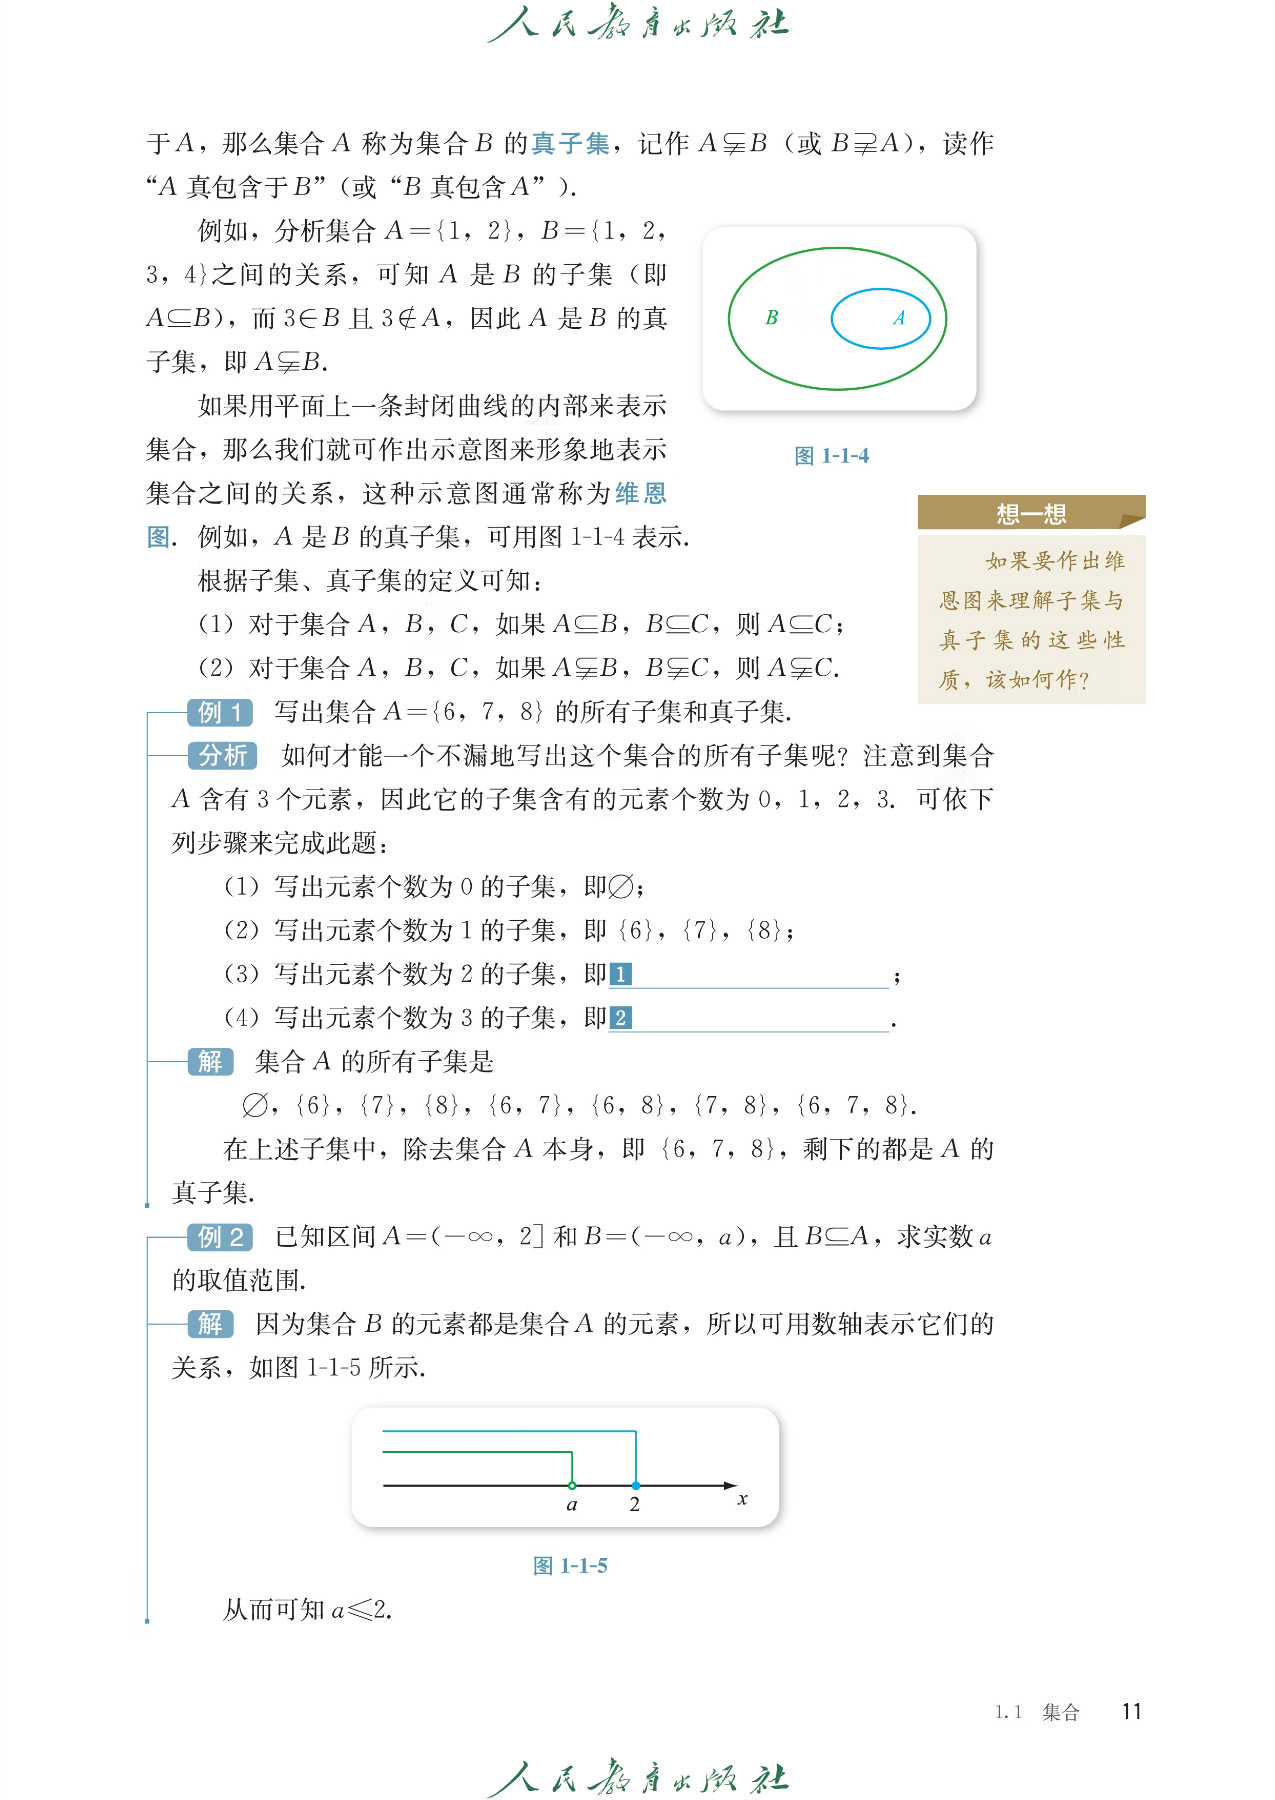 人民教育出版社
于A，那么集合 A 称为集合 B 的真子集，记作 A⫋B（或 B⫌A），读作
“A 真包含于B”（或“B 真包含A”）.
例如，分析集合 A＝{1，2}，B＝{1，2，
3，4}之间的关系，可知 A 是 B 的子集（即
A⊆B），而 3∈B 且 3∉A，因此 A 是 B 的真
子集，即 A⫋B.
B
A
如果用平面上一条封闭曲线的内部来表示
集合，那么我们就可作出示意图来形象地表示
集合之间的关系，这种示意图通常称为维恩
图. 例如，A 是B 的真子集，可用图 1-1-4 表示.
图 1-1-4
根据子集、真子集的定义可知：
（1）对于集合 A，B，C，如果 A⊆B，B⊆C，则 A⊆C；
（2）对于集合 A，B，C，如果 A⫋B，B⫋C，则 A⫋C.
想一想
如果要作出维
恩图来理解子集与
真子集的这些性
质，该如何作？
例 1 写出集合 A＝{6，7，8} 的所有子集和真子集.
分析 如何才能一个不漏地写出这个集合的所有子集呢？注意到集合
A 含有 3 个元素，因此它的子集含有的元素个数为 0，1，2，3. 可依下
列步骤来完成此题：
（1）写出元素个数为 0 的子集，即∅；
（2）写出元素个数为 1 的子集，即 {6}，{7}，{8}；
（3）写出元素个数为 2 的子集，即1 ；
（4）写出元素个数为 3 的子集，即2 .
解 集合 A 的所有子集是
∅，{6}，{7}，{8}，{6，7}，{6，8}，{7，8}，{6，7，8}.
在上述子集中，除去集合 A 本身，即 {6，7，8}，剩下的都是 A 的
真子集.
例 2 已知区间 A＝(－∞，2] 和 B＝(－∞，a)，且 B⊆A，求实数 a
的取值范围.
解 因为集合 B 的元素都是集合 A 的元素，所以可用数轴表示它们的
关系，如图 1-1-5 所示.
a 2 x
图 1-1-5
从而可知 a⩽2.
1.1 集合 11
人民教育出版社